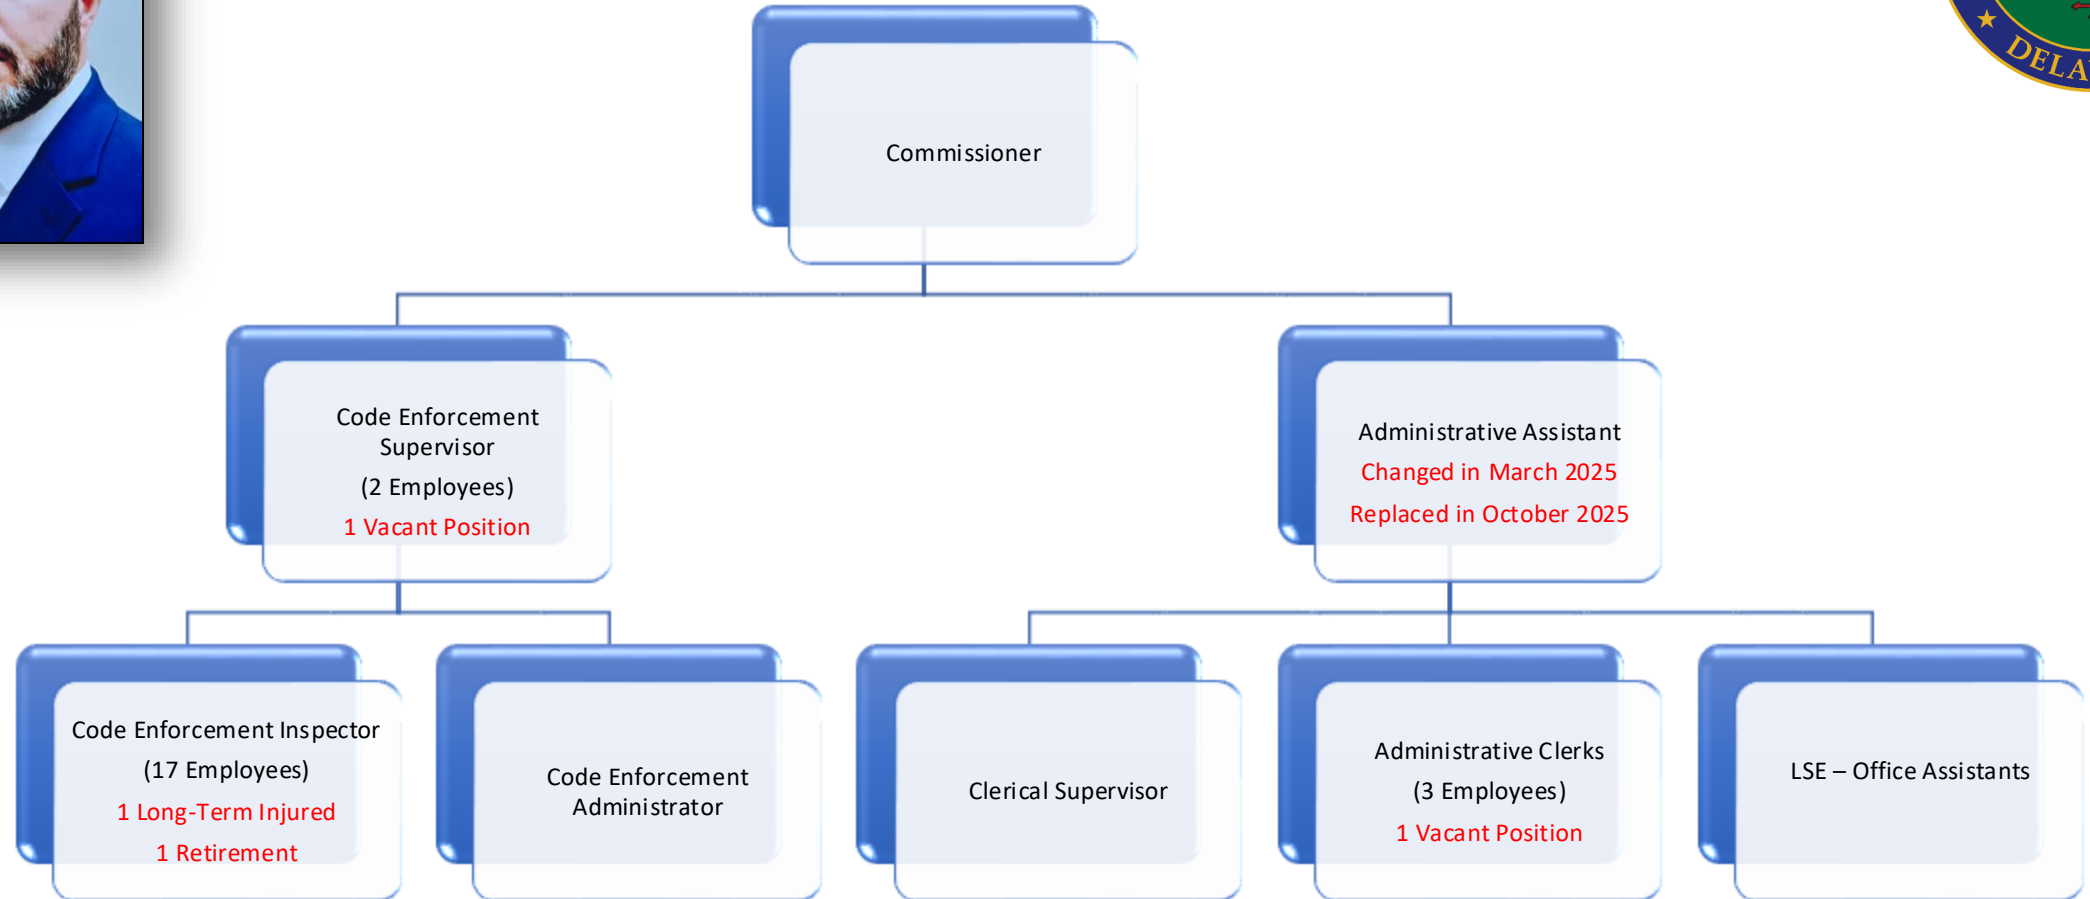 Commissioner
Code Enforcement
Supervisor
(2 Employees)
1 Vacant Position
Administrative Assistant
Changed in March 2025
Replaced in October 2025
Code Enforcement Inspector
(17 Employees)
1 Long-Term Injured
1 Retirement
Code Enforcement
Administrator
Clerical Supervisor
Administrative Clerks
(3 Employees)
1 Vacant Position
LSE – Office Assistants